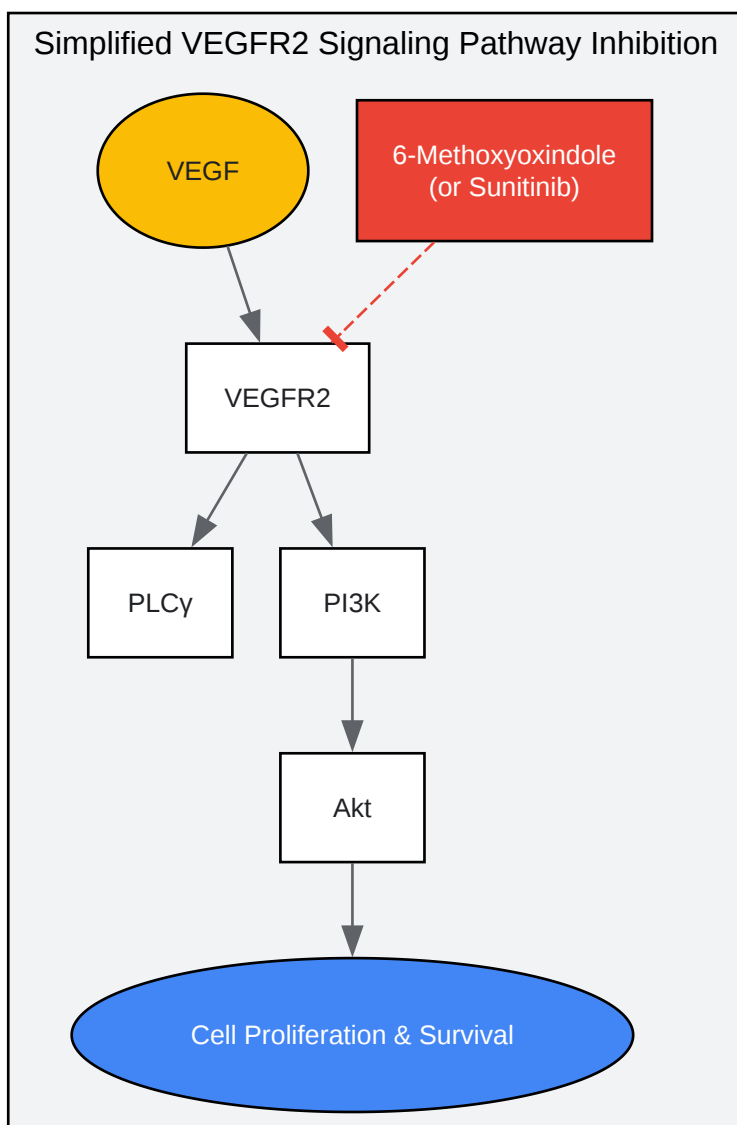 Simplified VEGFR2 Signaling Pathway Inhibition
VEGF
6-Methoxyoxindole
(or Sunitinib)
VEGFR2
PLCγ
PI3K
Akt
Cell Proliferation & Survival